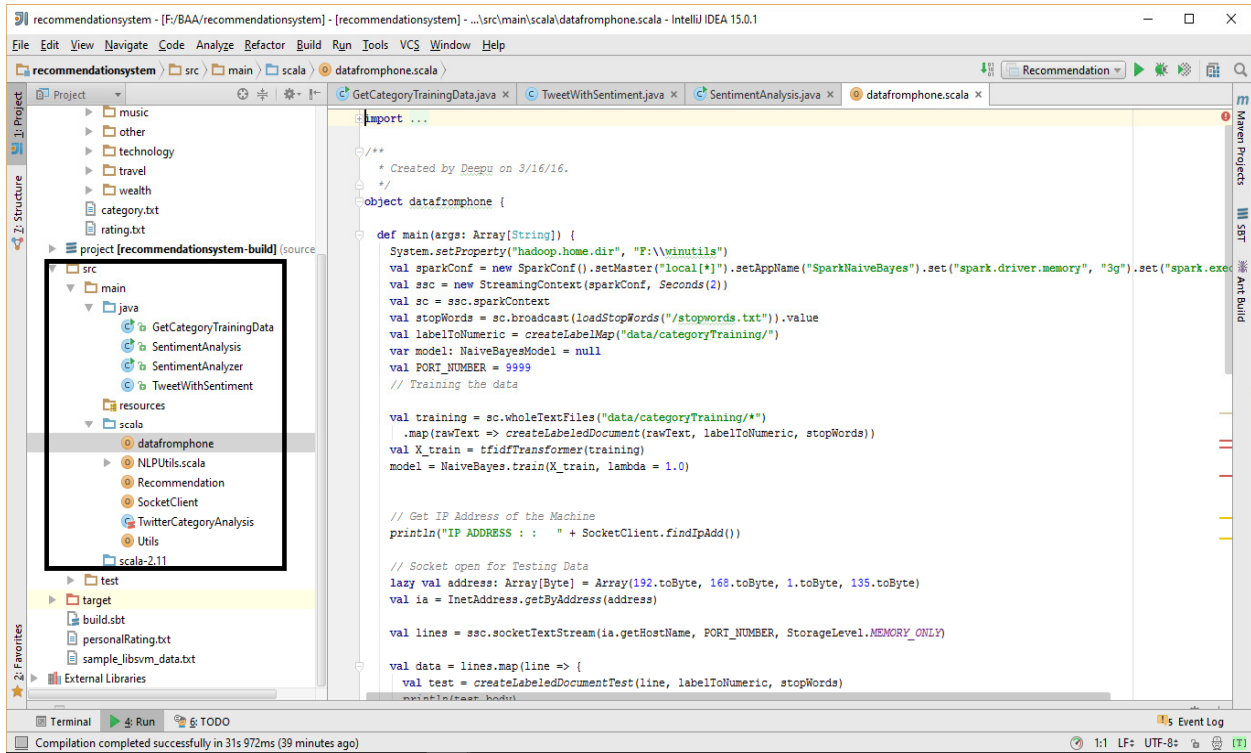 recommendationsystem - [F:/BAA/recommendationsystem] - [recommendationsystem] - ...\src\main\scala\datafromphone.scala - IntelliJ IDEA 15.0.1
File Edit View Navigate Code Analyze Refactor Build Run Tools VCS Window Help
recommendationsystem src main scala datafromphone.scala Recommendation
Project
GetCategoryTrainingData.java TweetWithSentiment.java SentimentAnalysis.java datafromphone.scala
1: Project
Z: Structure
2: Favorites
music
other
technology
travel
wealth
category.txt
rating.txt
project [recommendationsystem-build] (source
src
main
java
GetCategoryTrainingData
SentimentAnalysis
SentimentAnalyzer
TweetWithSentiment
resources
scala
datafromphone
NLPUtils.scala
Recommendation
SocketClient
TwitterCategoryAnalysis
Utils
scala-2.11
test
target
build.sbt
personalRating.txt
sample_libsvm_data.txt
External Libraries
import ...
/**
* Created by Deepu on 3/16/16.
*/
object datafromphone {
def main(args: Array[String]) {
System.setProperty("hadoop.home.dir", "F:\\winutils")
val sparkConf = new SparkConf().setMaster("local[*]").setAppName("SparkNaiveBayes").set("spark.driver.memory", "3g").set("spark.exec
val ssc = new StreamingContext(sparkConf, Seconds(2))
val sc = ssc.sparkContext
val stopWords = sc.broadcast(loadStopWords("/stopwords.txt")).value
val labelToNumeric = createLabelMap("data/categoryTraining/")
var model: NaiveBayesModel = null
val PORT_NUMBER = 9999
// Training the data
val training = sc.wholeTextFiles("data/categoryTraining/*")
.map(rawText => createLabeledDocument(rawText, labelToNumeric, stopWords))
val X_train = tfidfTransformer(training)
model = NaiveBayes.train(X_train, lambda = 1.0)
// Get IP Address of the Machine
println("IP ADDRESS : : " + SocketClient.findIpAdd())
// Socket open for Testing Data
lazy val address: Array[Byte] = Array(192.toByte, 168.toByte, 1.toByte, 135.toByte)
val ia = InetAddress.getByAddress(address)
val lines = ssc.socketTextStream(ia.getHostName, PORT_NUMBER, StorageLevel.MEMORY_ONLY)
val data = lines.map(line => {
val test = createLabeledDocumentTest(line, labelToNumeric, stopWords)
println(test.body)
Maven Projects
SBT
Ant Build
Terminal 4: Run 6: TODO 5 Event Log
Compilation completed successfully in 31s 972ms (39 minutes ago) 1:1 LF UTF-8 [T]